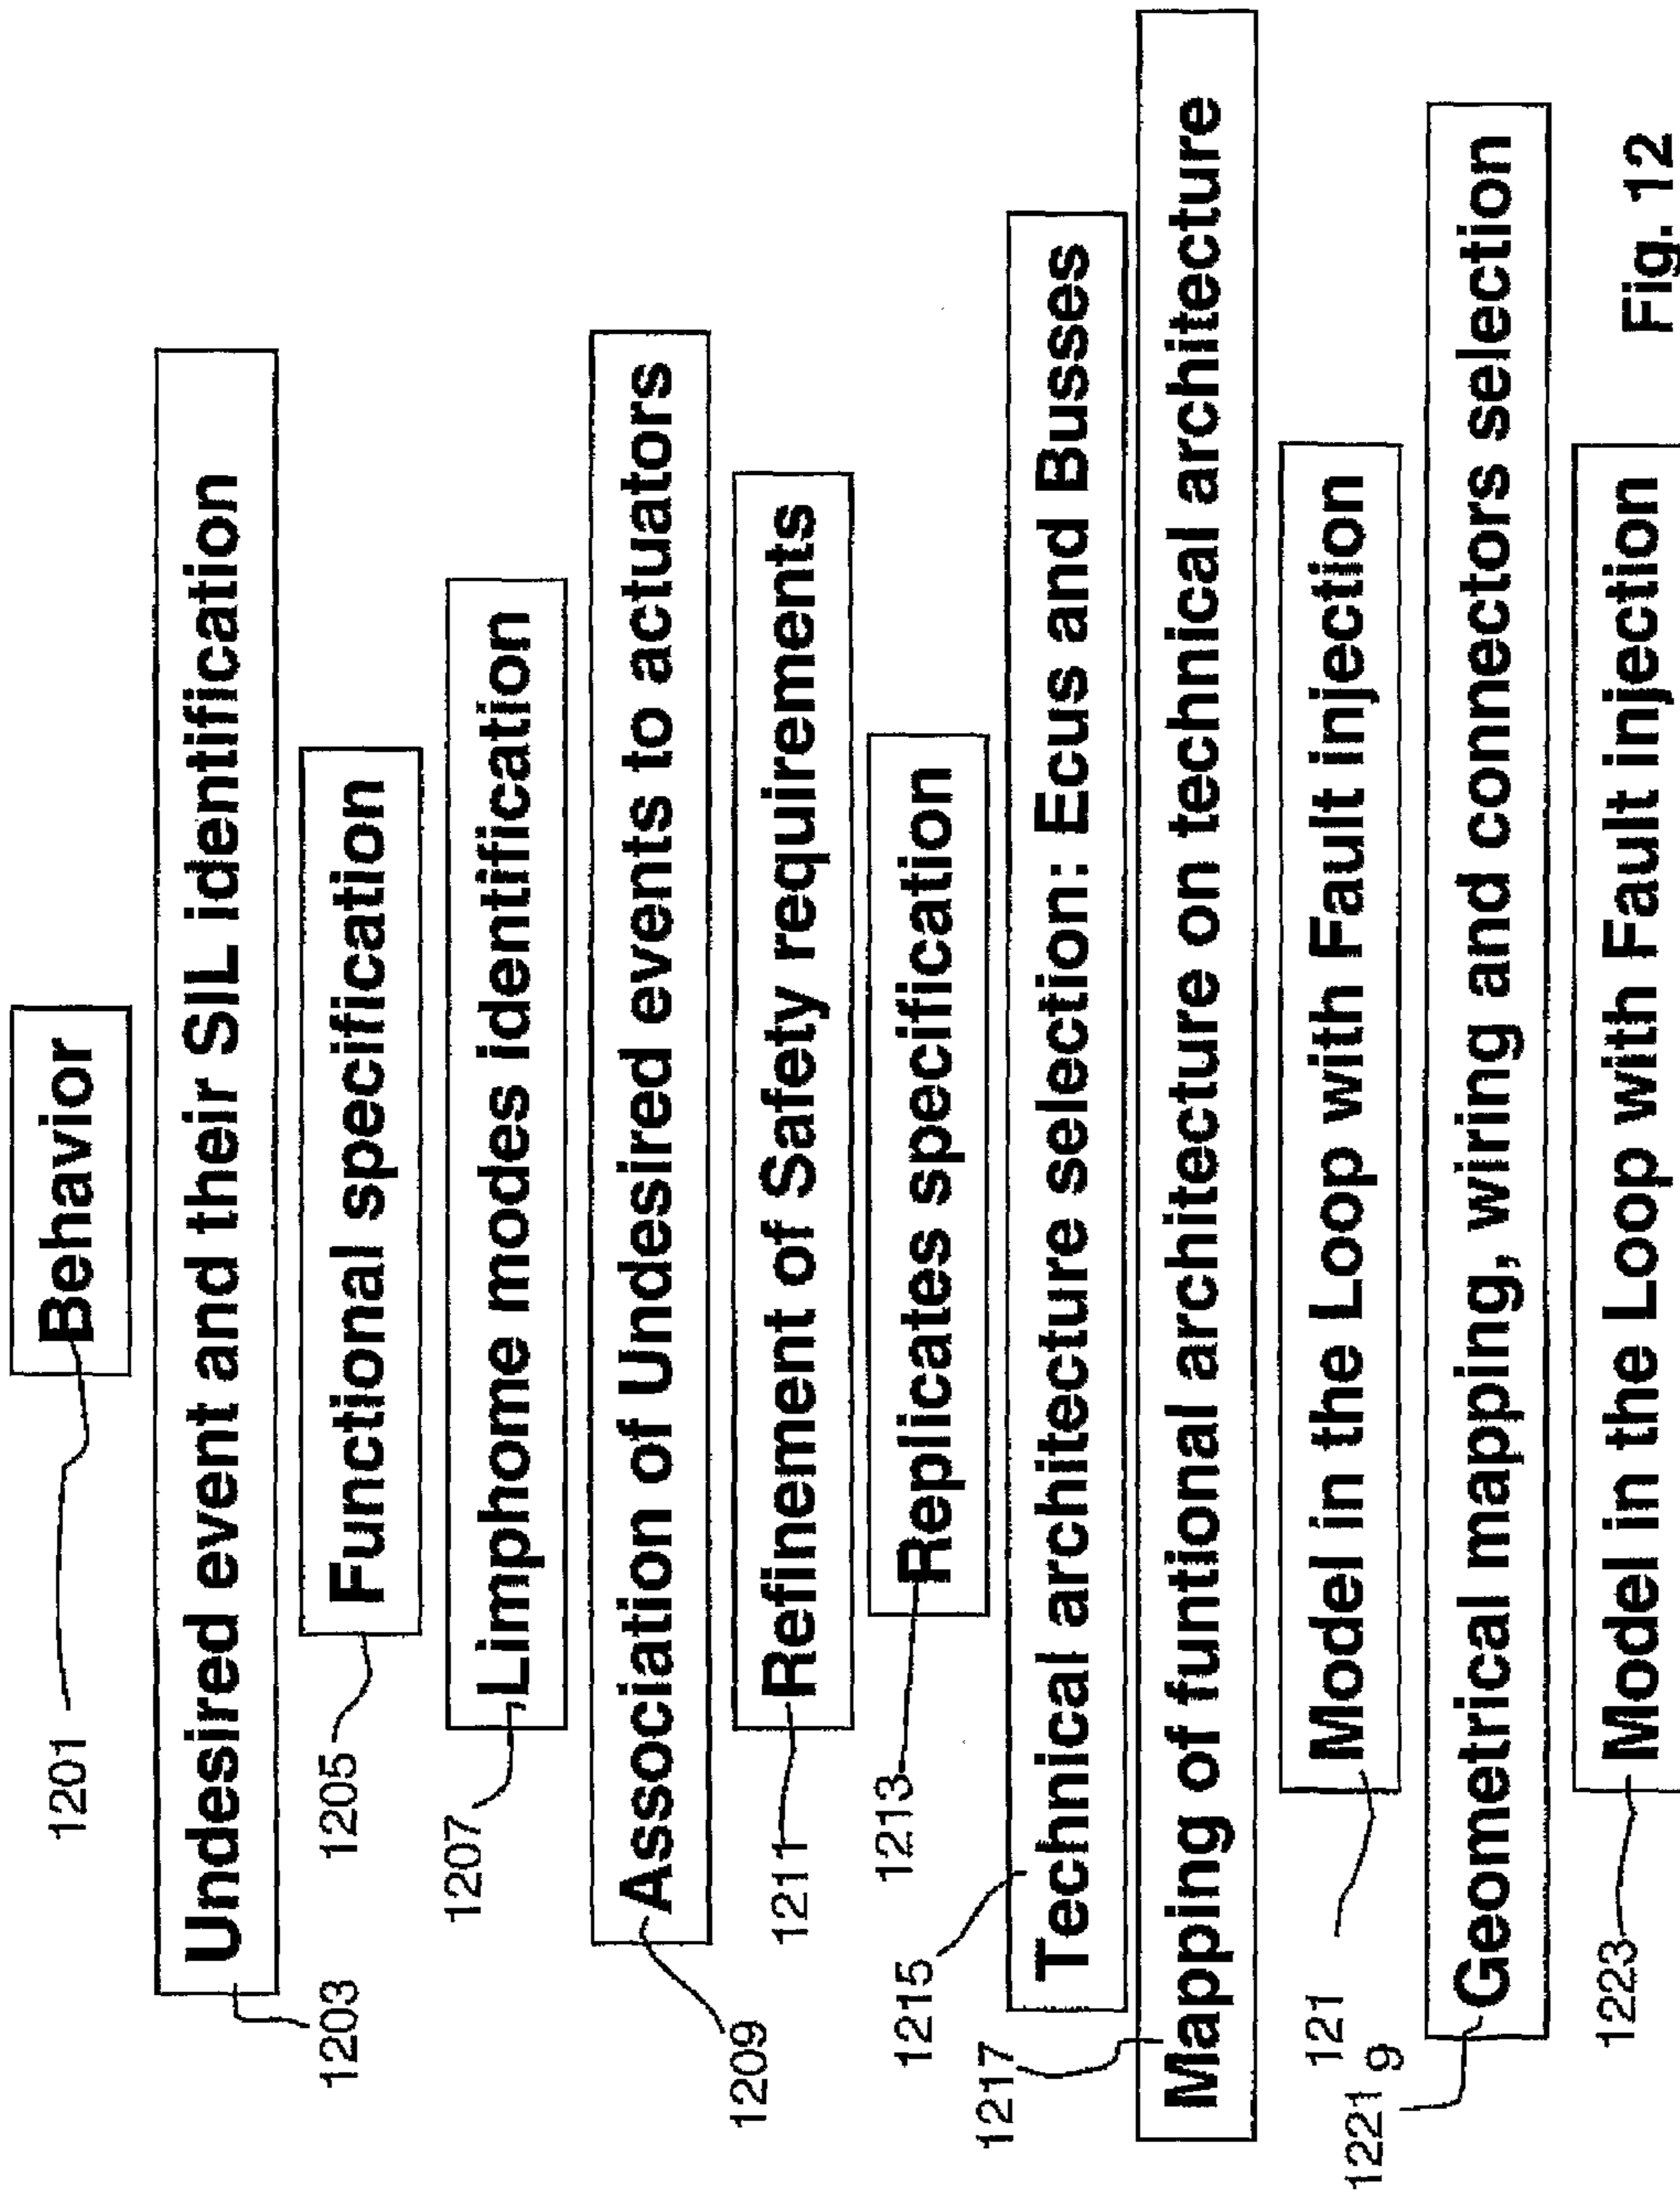 1201
Behavior
1203
Undesired event and their SIL identification
1205
Functional specification
1207
Limphome modes identification
1209
Association of Undesired events to actuators
1211
Refinement of Safety requirements
1213
Replicates specification
1215
Technical architecture selection: Ecus and Busses
1217
Mapping of funtional architecture on technical architecture
121
9
Model in the Loop with Fault injection
1221
Geometrical mapping, wiring and connectors selection
1223
Model in the Loop with Fault injection
Fig. 12